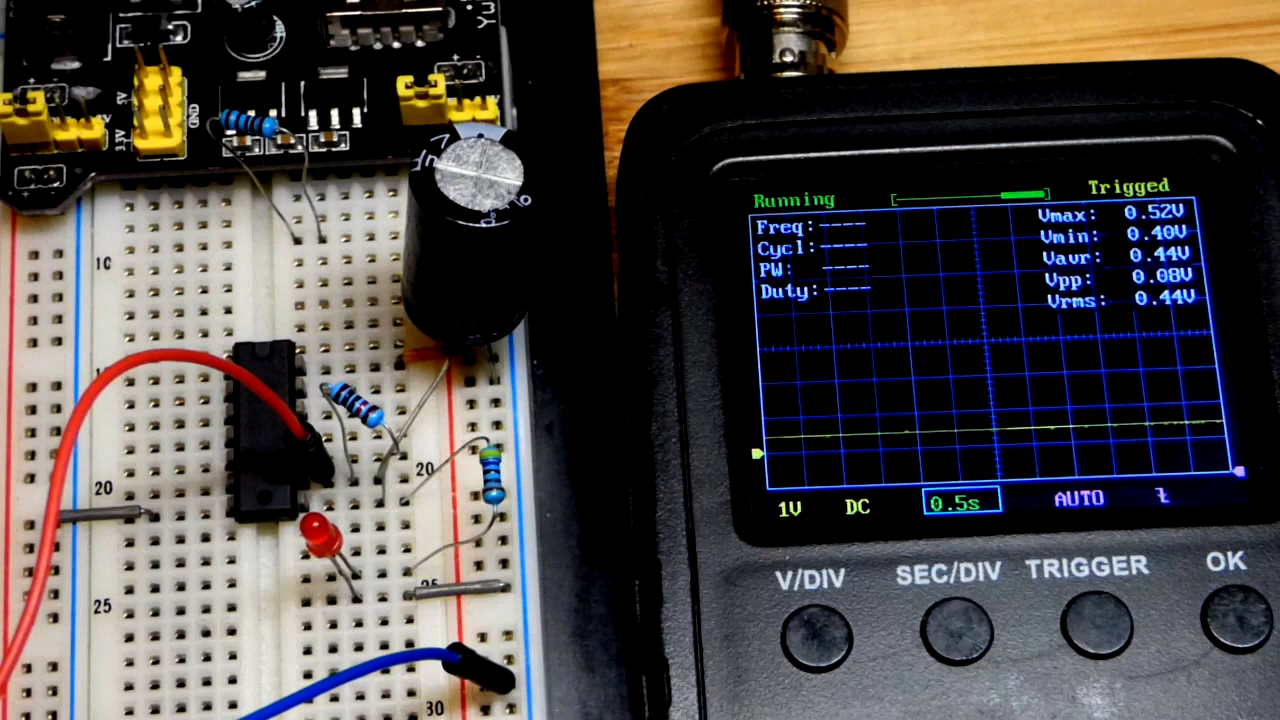 5V
3.3V
GND
10
20
25
20
25
30
Running
Trigged
Freq:----
Cycl:----
PW: ----
Duty:----
Vmax: 0.52V
Vmin: 0.40V
Vavr: 0.44V
Vpp: 0.08V
Vrms: 0.44V
1V DC 0.5s AUTO
V/DIV SEC/DIV TRIGGER OK